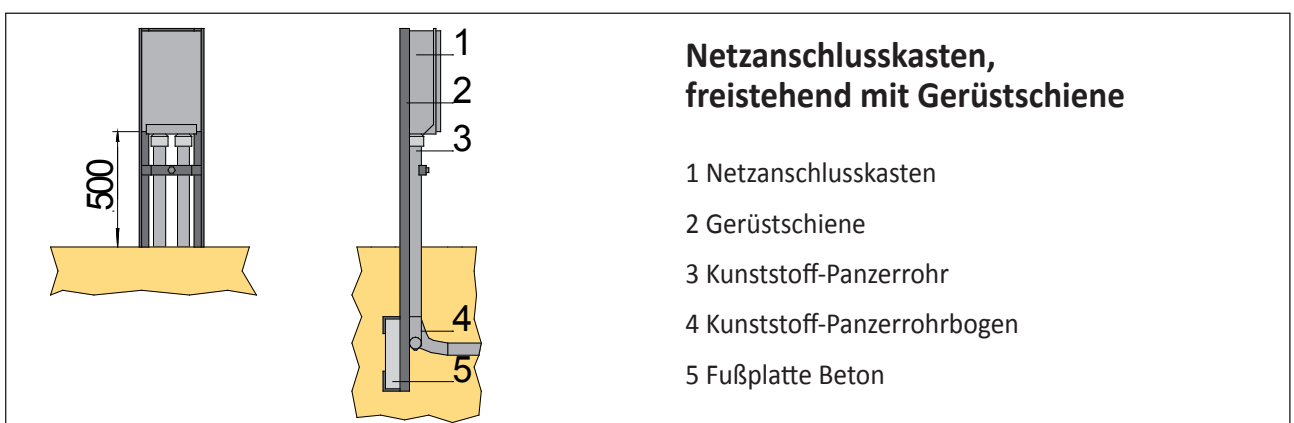 500
1
2
3
4
5
Netzanschlusskasten,
freistehend mit Gerüstschiene
1 Netzanschlusskasten
2 Gerüstschiene
3 Kunststoff-Panzerrohr
4 Kunststoff-Panzerrohrbogen
5 Fußplatte Beton